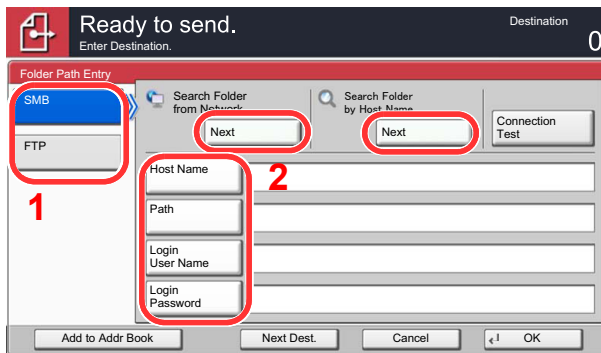 Ready to send.
Destination
Enter Destination.
0
Folder Path Entry
SMB
FTP
1
Search Folder
from Network
Next
Search Folder
by Host Name
Next
Connection
Test
2
Host Name
Path
Login
User Name
Login
Password
Add to Addr Book
Next Dest.
Cancel
OK